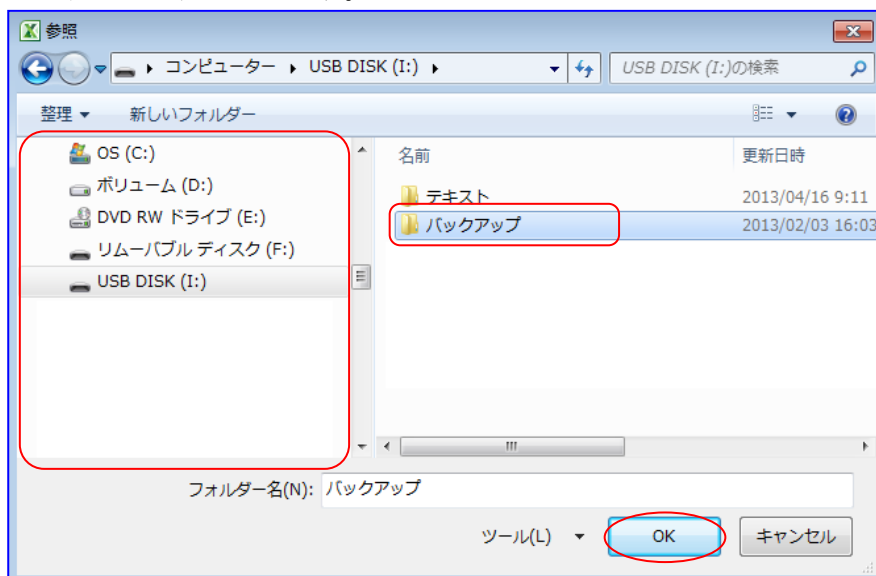 参照
コンピューター ▸ USB DISK (I:) ▸
USB DISK (I:)の検索
整理 ▼ 新しいフォルダー
OS (C:)
ボリューム (D:)
DVD RW ドライブ (E:)
リムーバブル ディスク (F:)
USB DISK (I:)
名前 更新日時
テキスト 2013/04/16 9:11
バックアップ 2013/02/03 16:03
フォルダー名(N): バックアップ
ツール(L) ▼ OK キャンセル